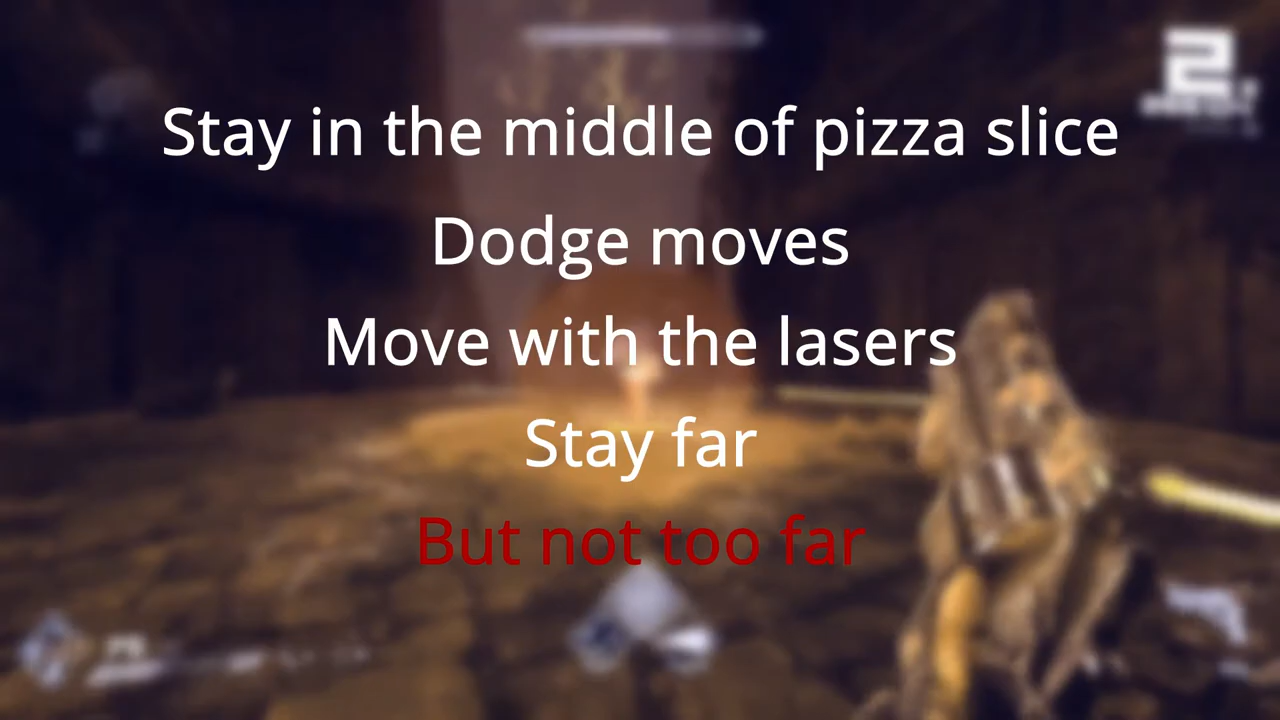 Stay in the middle of pizza slice
Dodge moves
Move with the lasers
Stay far
But not too far